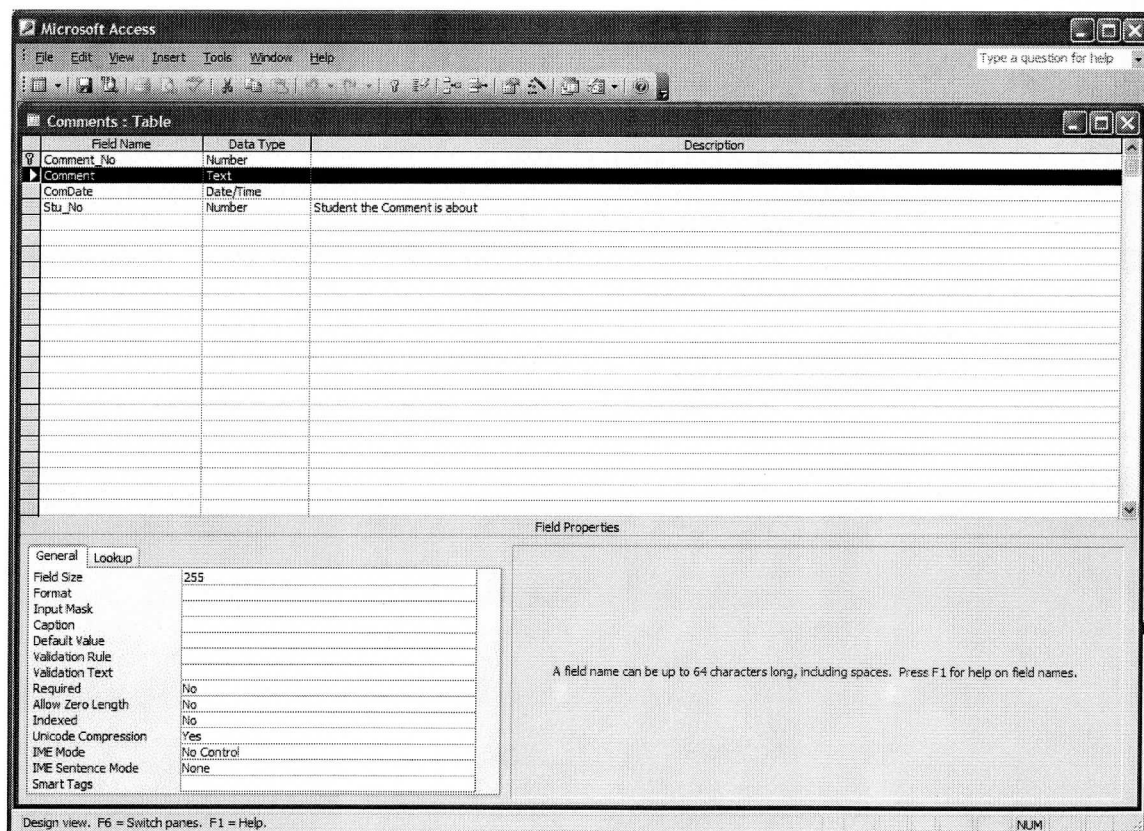 Microsoft Access
File Edit View Insert Tools Window Help
Type a question for help
Comments : Table
Field Name Data Type Description
Comment_No Number
Comment Text
ComDate Date/Time
Stu_No Number Student the Comment is about
Field Properties
General Lookup
Field Size 255
Format
Input Mask
Caption
Default Value
Validation Rule
Validation Text
Required No
Allow Zero Length No
Indexed No
Unicode Compression Yes
IME Mode No Control
IME Sentence Mode None
Smart Tags
A field name can be up to 64 characters long, including spaces. Press F1 for help on field names.
Design view. F6 = Switch panes. F1 = Help.
NUM